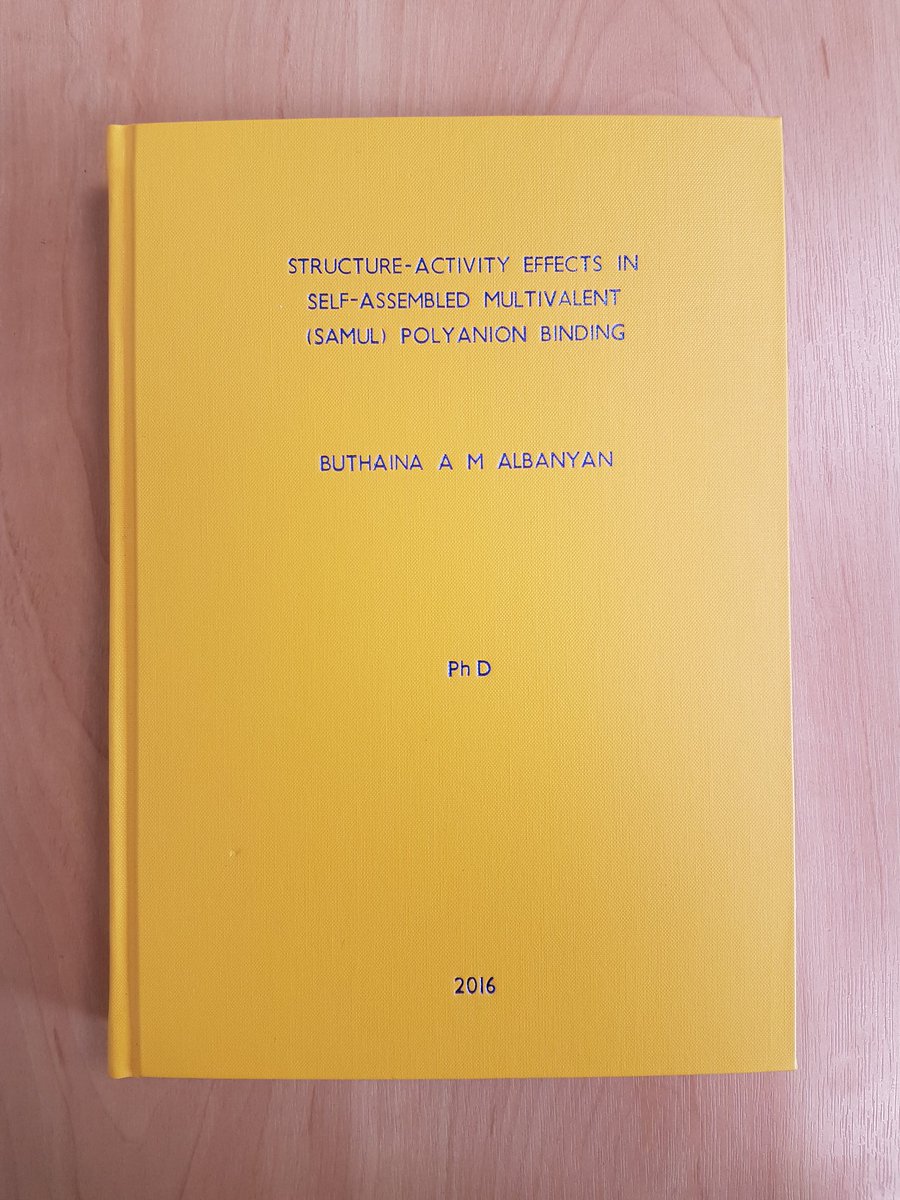 STRUCTURE-ACTIVITY EFFECTS IN
SELF-ASSEMBLED MULTIVALENT
(SAMUL) POLYANION BINDING
BUTHAINA A M ALBANYAN
Ph D
2016